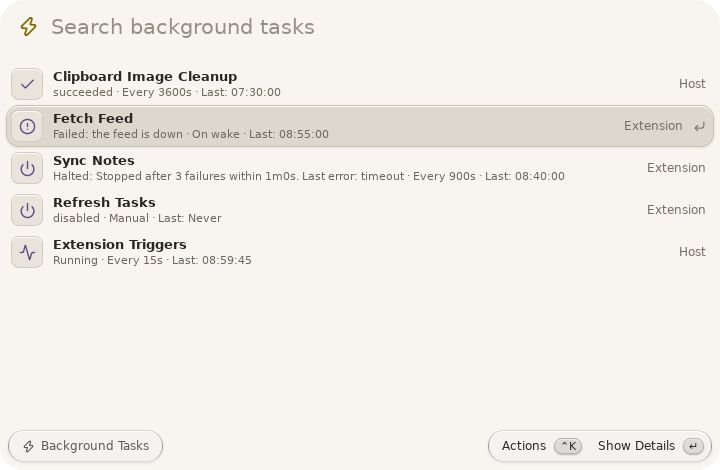 Search background tasks
Clipboard Image Cleanup
succeeded · Every 3600s · Last: 07:30:00
Host
Fetch Feed
Failed: the feed is down · On wake · Last: 08:55:00
Extension ↵
Sync Notes
Halted: Stopped after 3 failures within 1m0s. Last error: timeout · Every 900s · Last: 08:40:00
Extension
Refresh Tasks
disabled · Manual · Last: Never
Extension
Extension Triggers
Running · Every 15s · Last: 08:59:45
Host
Background Tasks
Actions ⌃K Show Details ↵